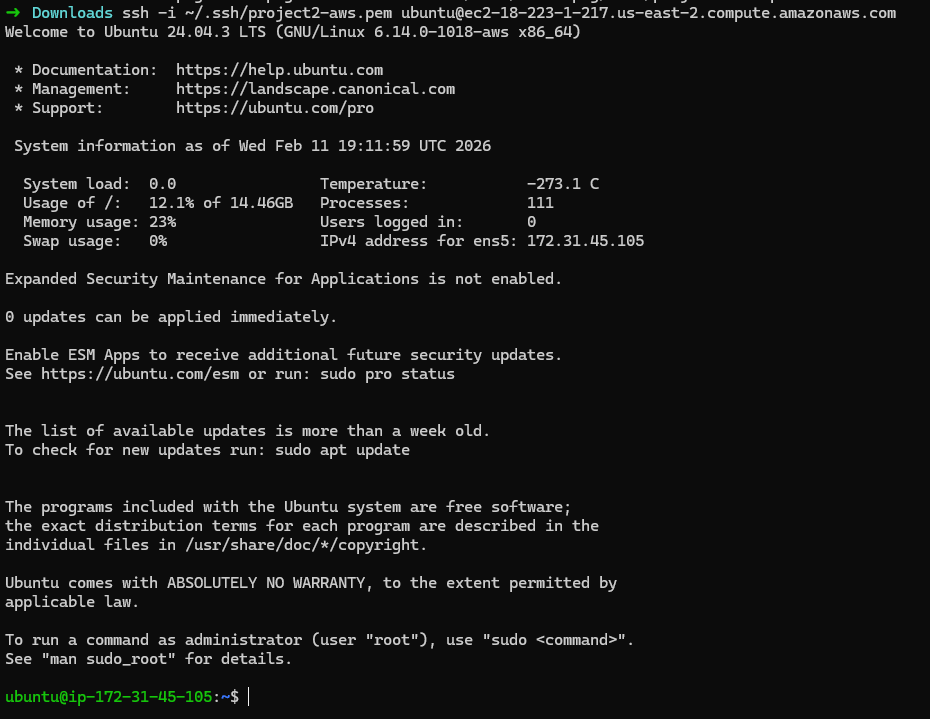 → Downloads ssh -i ~/.ssh/project2-aws.pem ubuntu@ec2-18-223-1-217.us-east-2.compute.amazonaws.com
Welcome to Ubuntu 24.04.3 LTS (GNU/Linux 6.14.0-1018-aws x86_64)

 * Documentation:  https://help.ubuntu.com
 * Management:     https://landscape.canonical.com
 * Support:        https://ubuntu.com/pro

 System information as of Wed Feb 11 19:11:59 UTC 2026

  System load:  0.0                Temperature:           -273.1 C
  Usage of /:   12.1% of 14.46GB   Processes:             111
  Memory usage: 23%                Users logged in:       0
  Swap usage:   0%                 IPv4 address for ens5: 172.31.45.105

Expanded Security Maintenance for Applications is not enabled.

0 updates can be applied immediately.

Enable ESM Apps to receive additional future security updates.
See https://ubuntu.com/esm or run: sudo pro status


The list of available updates is more than a week old.
To check for new updates run: sudo apt update


The programs included with the Ubuntu system are free software;
the exact distribution terms for each program are described in the
individual files in /usr/share/doc/*/copyright.

Ubuntu comes with ABSOLUTELY NO WARRANTY, to the extent permitted by
applicable law.

To run a command as administrator (user "root"), use "sudo <command>".
See "man sudo_root" for details.

ubuntu@ip-172-31-45-105:~$